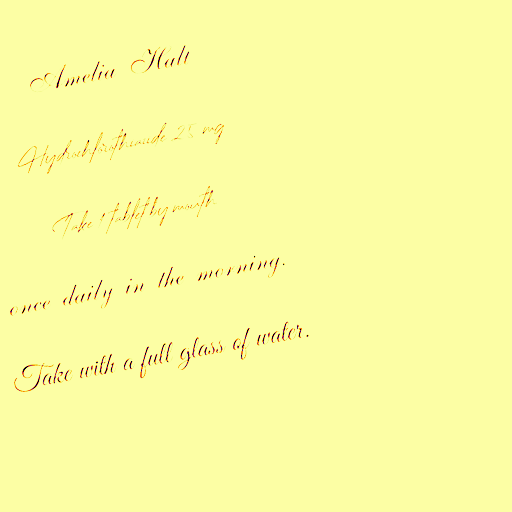 Amelia Halt
Hydrochlorothiazide 25 mg
Take 1 tablet by mouth
once daily in the morning.
Take with a full glass of water.